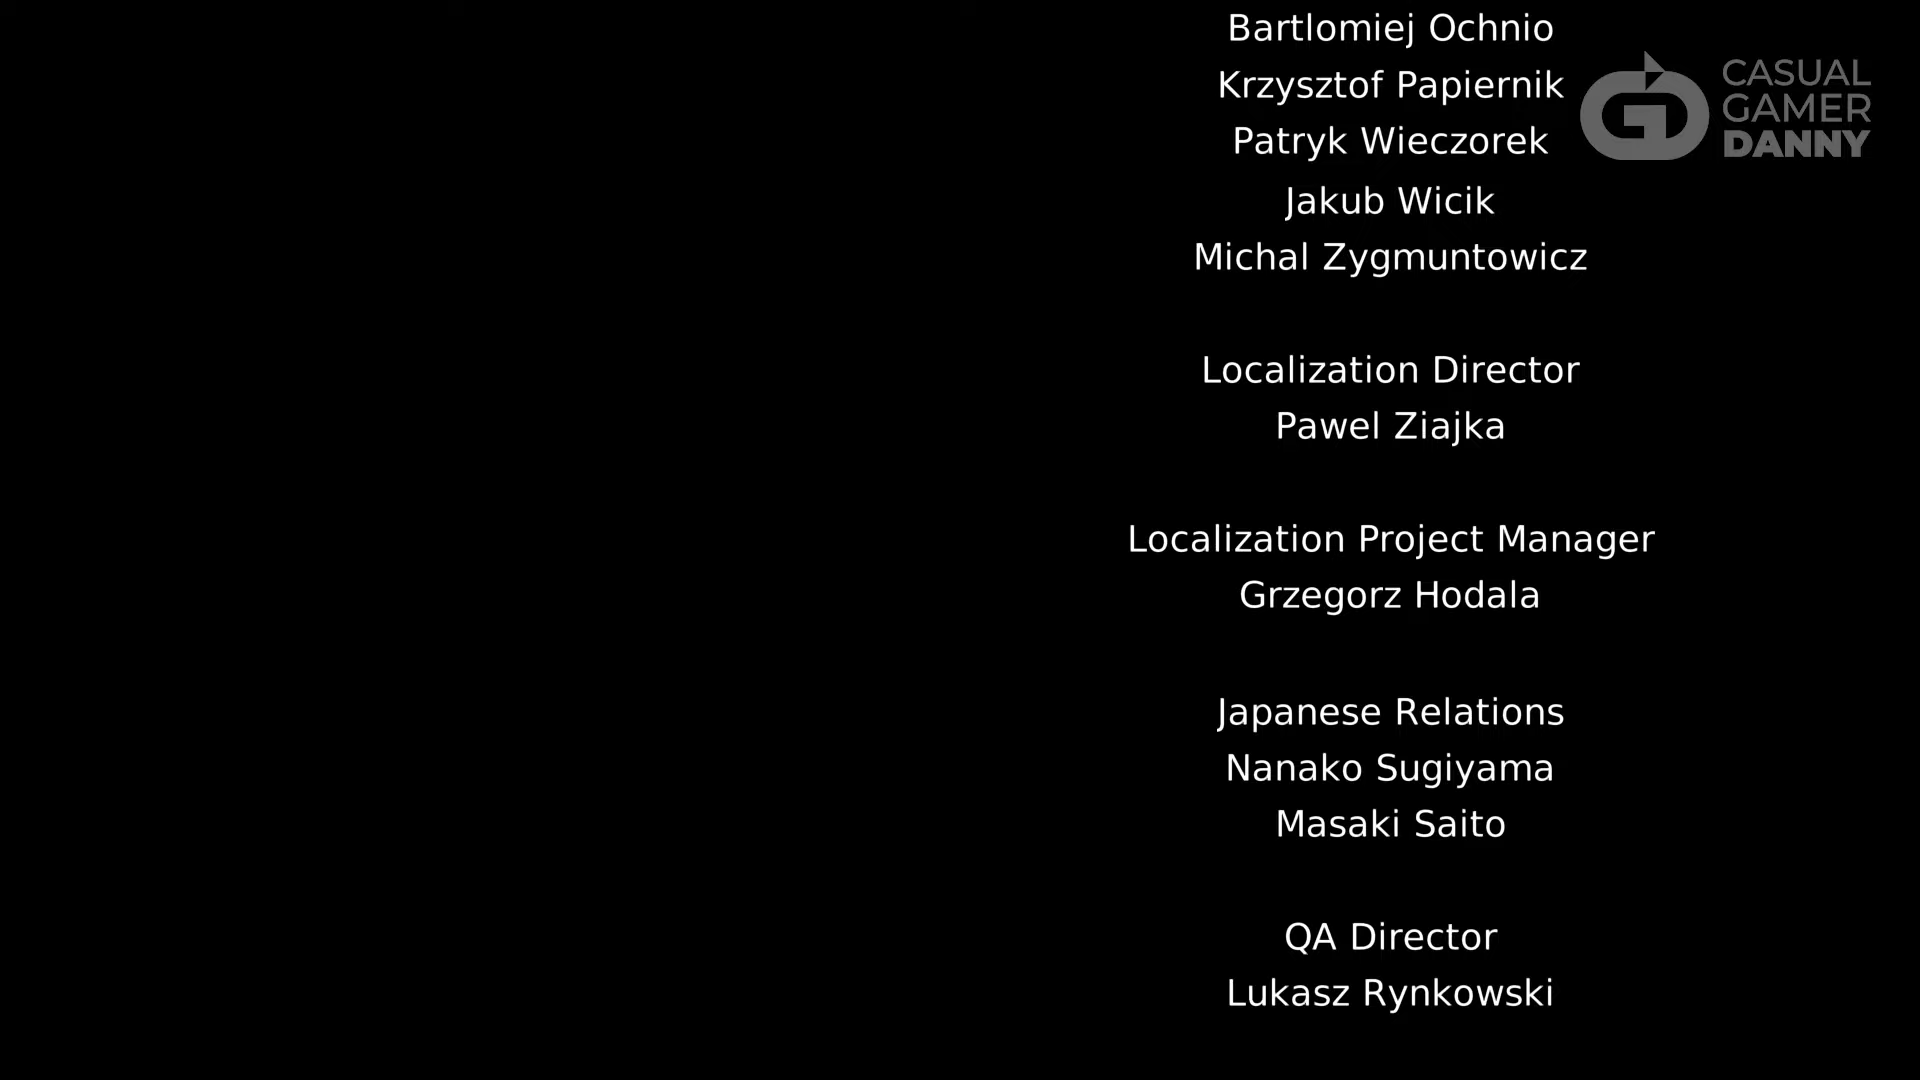 Bartlomiej Ochnio
Krzysztof Papiernik
Patryk Wieczorek
Jakub Wicik
Michal Zygmuntowicz
Localization Director
Pawel Ziajka
Localization Project Manager
Grzegorz Hodala
Japanese Relations
Nanako Sugiyama
Masaki Saito
QA Director
Lukasz Rynkowski
CASUAL
GAMER
DANNY